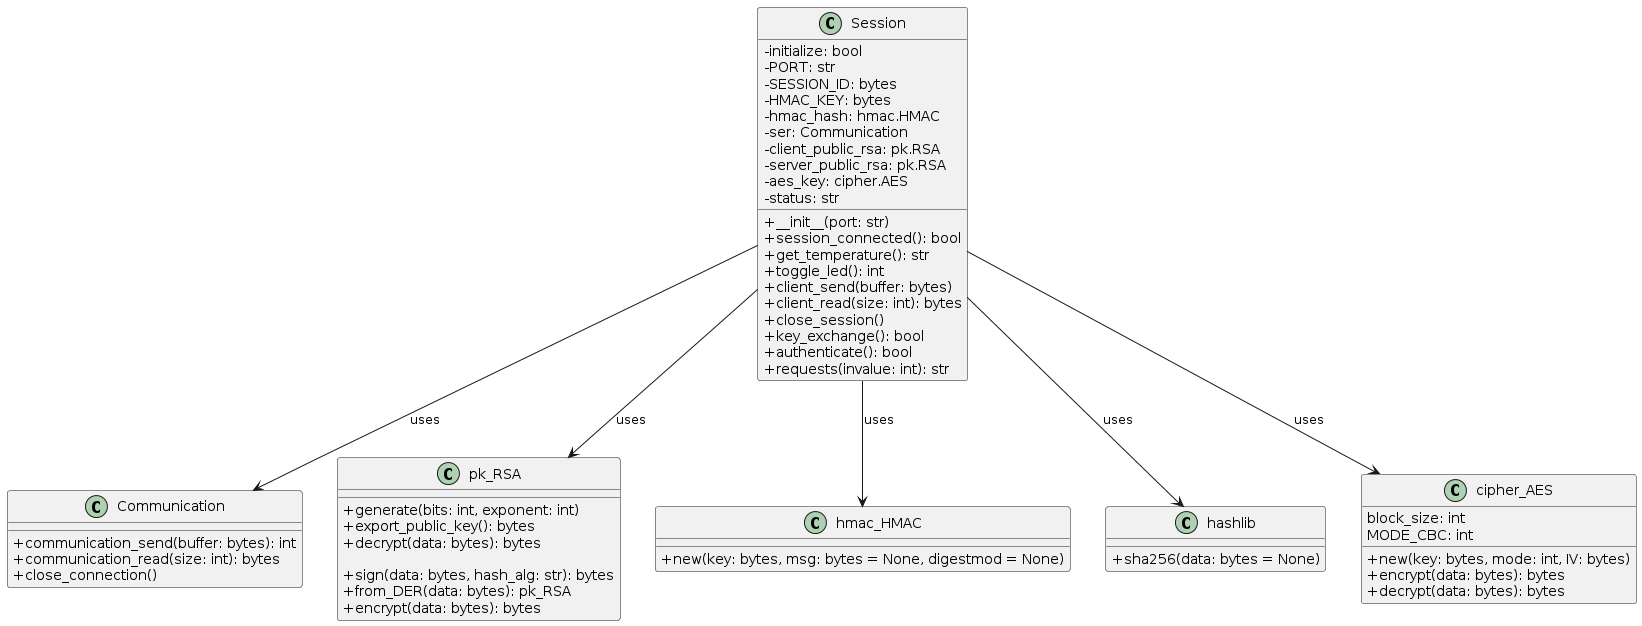 C Session
-initialize: bool
-PORT: str
-SESSION_ID: bytes
-HMAC_KEY: bytes
-hmac_hash: hmac.HMAC
-ser: Communication
-client_public_rsa: pk.RSA
-server_public_rsa: pk.RSA
-aes_key: cipher.AES
-status: str
+__init__(port: str)
+session_connected(): bool
+get_temperature(): str
+toggle_led(): int
+client_send(buffer: bytes)
+client_read(size: int): bytes
+close_session()
+key_exchange(): bool
+authenticate(): bool
+requests(invalue: int): str
uses
uses
uses
uses
uses
C Communication
+communication_send(buffer: bytes): int
+communication_read(size: int): bytes
+close_connection()
C pk_RSA
+generate(bits: int, exponent: int)
+export_public_key(): bytes
+decrypt(data: bytes): bytes
+sign(data: bytes, hash_alg: str): bytes
+from_DER(data: bytes): pk_RSA
+encrypt(data: bytes): bytes
C hmac_HMAC
+new(key: bytes, msg: bytes = None, digestmod = None)
C hashlib
+sha256(data: bytes = None)
C cipher_AES
block_size: int
MODE_CBC: int
+new(key: bytes, mode: int, IV: bytes)
+encrypt(data: bytes): bytes
+decrypt(data: bytes): bytes